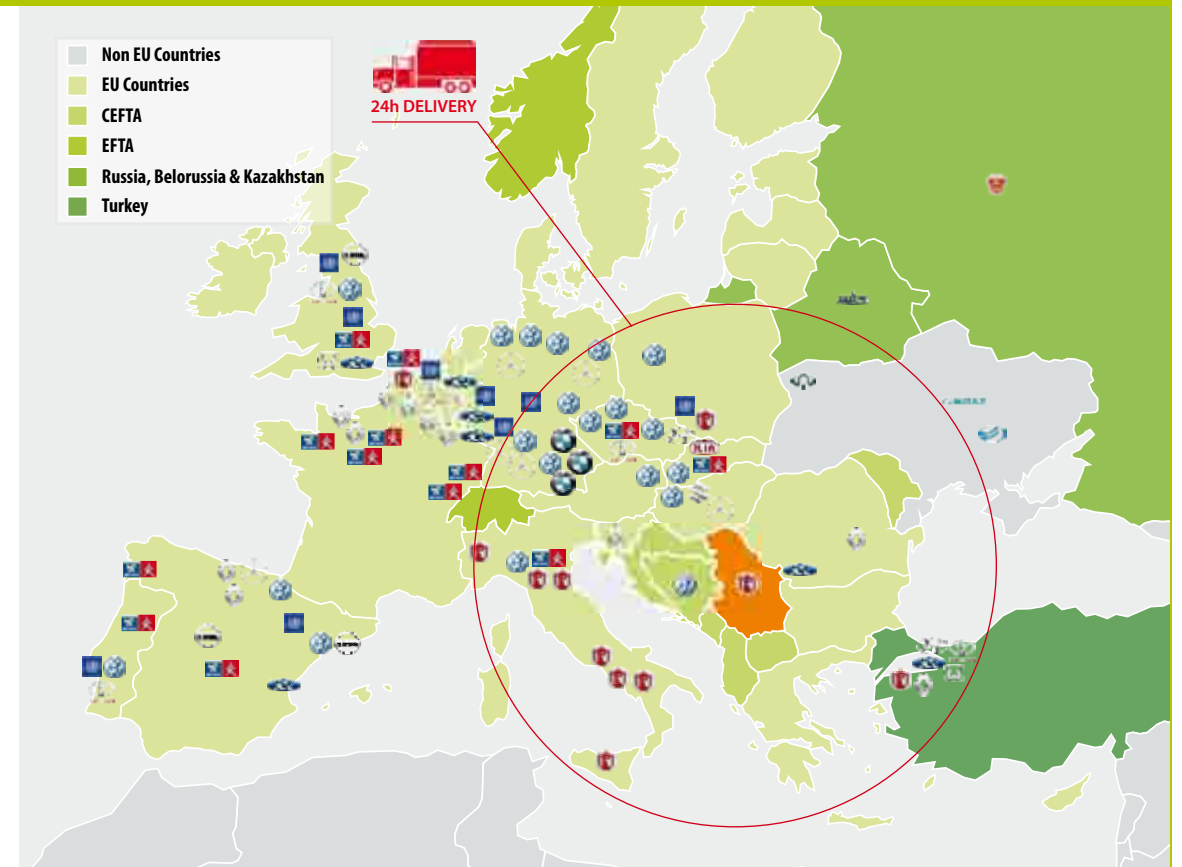 Non EU Countries
EU Countries
CEFTA
EFTA
Russia, Belorussia & Kazakhstan
Turkey
24h DELIVERY
KIA